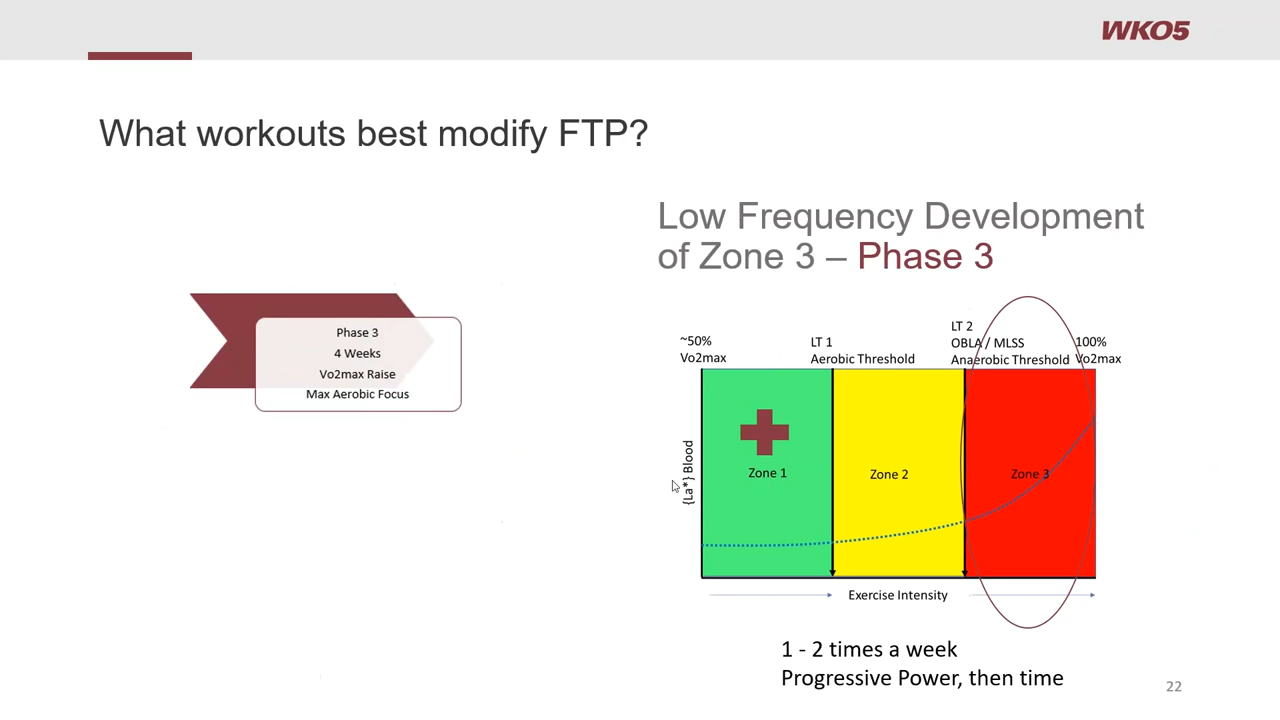 WKO5
What workouts best modify FTP?
Low Frequency Development
of Zone 3 – Phase 3
Phase 3
4 Weeks
Vo2max Raise
Max Aerobic Focus
~50%
Vo2max
LT 1
Aerobic Threshold
LT 2
OBLA / MLSS
Anaerobic Threshold
100%
Vo2max
{La*} Blood
Zone 1
Zone 2
Zone 3
Exercise Intensity
1 - 2 times a week
Progressive Power, then time
22